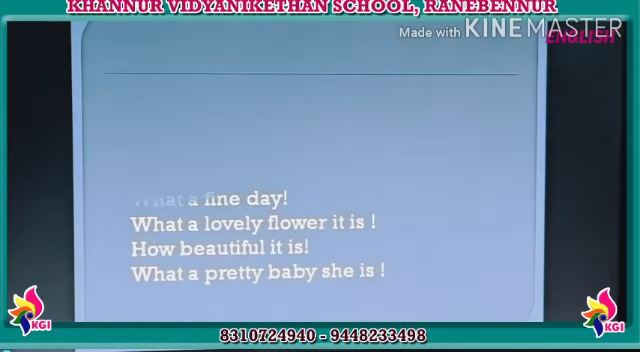 KHANNUR VIDYANIKETHAN SCHOOL, RANEBENNUR
Made with KINEMASTER
ENGLISH
What a fine day!
What a lovely flower it is !
How beautiful it is!
What a pretty baby she is !
KGI
KGI
8310724940 - 9448233498